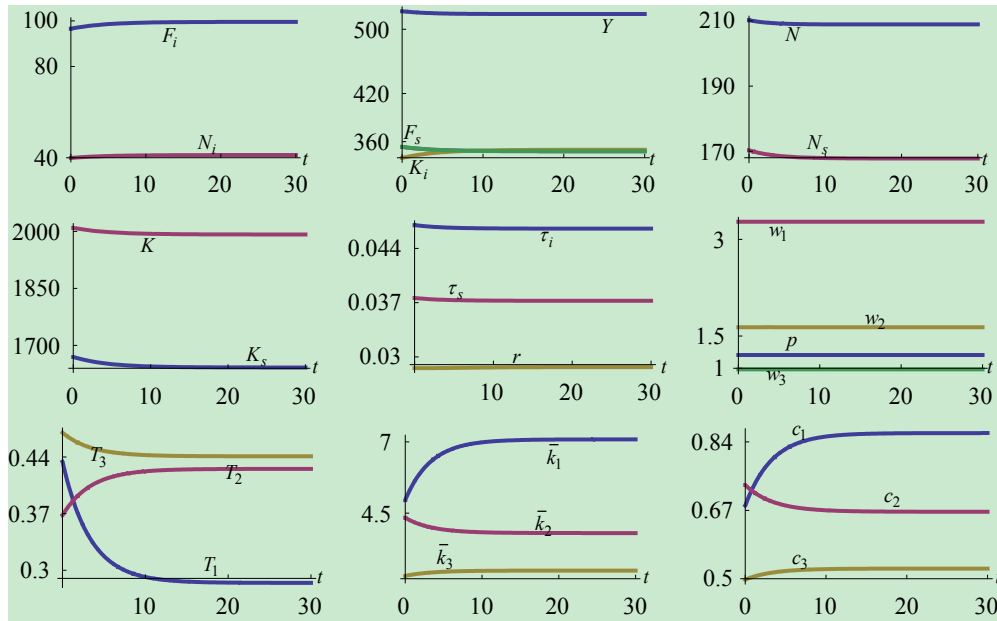 100
F_i
80
N_i
40
0 10 20 30 t
500
Y
420
F_s
360
K_i
0 10 20 30 t
210
N
190
170
N_s
0 10 20 30 t
2000
K
1850
1700
K_s
0 10 20 30 t
0.044
τ_i
τ_s
0.037
0.03
r
10 20 30 t
3
w_1
w_2
1.5
p
1
w_3
0 10 20 30 t
0.44
T_3
T_2
0.37
0.3
T_1
10 20 30 t
7
k̄_1
4.5
k̄_2
k̄_3
0 10 20 30 t
0.84
c_1
c_2
0.67
c_3
0.5
0 10 20 30 t